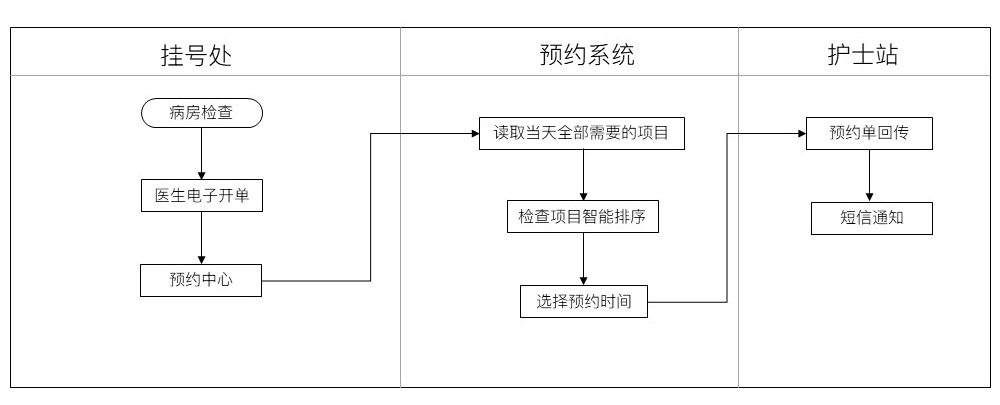 挂号处
预约系统
护士站
病房检查
医生电子开单
预约中心
读取当天全部需要的项目
检查项目智能排序
选择预约时间
预约单回传
短信通知